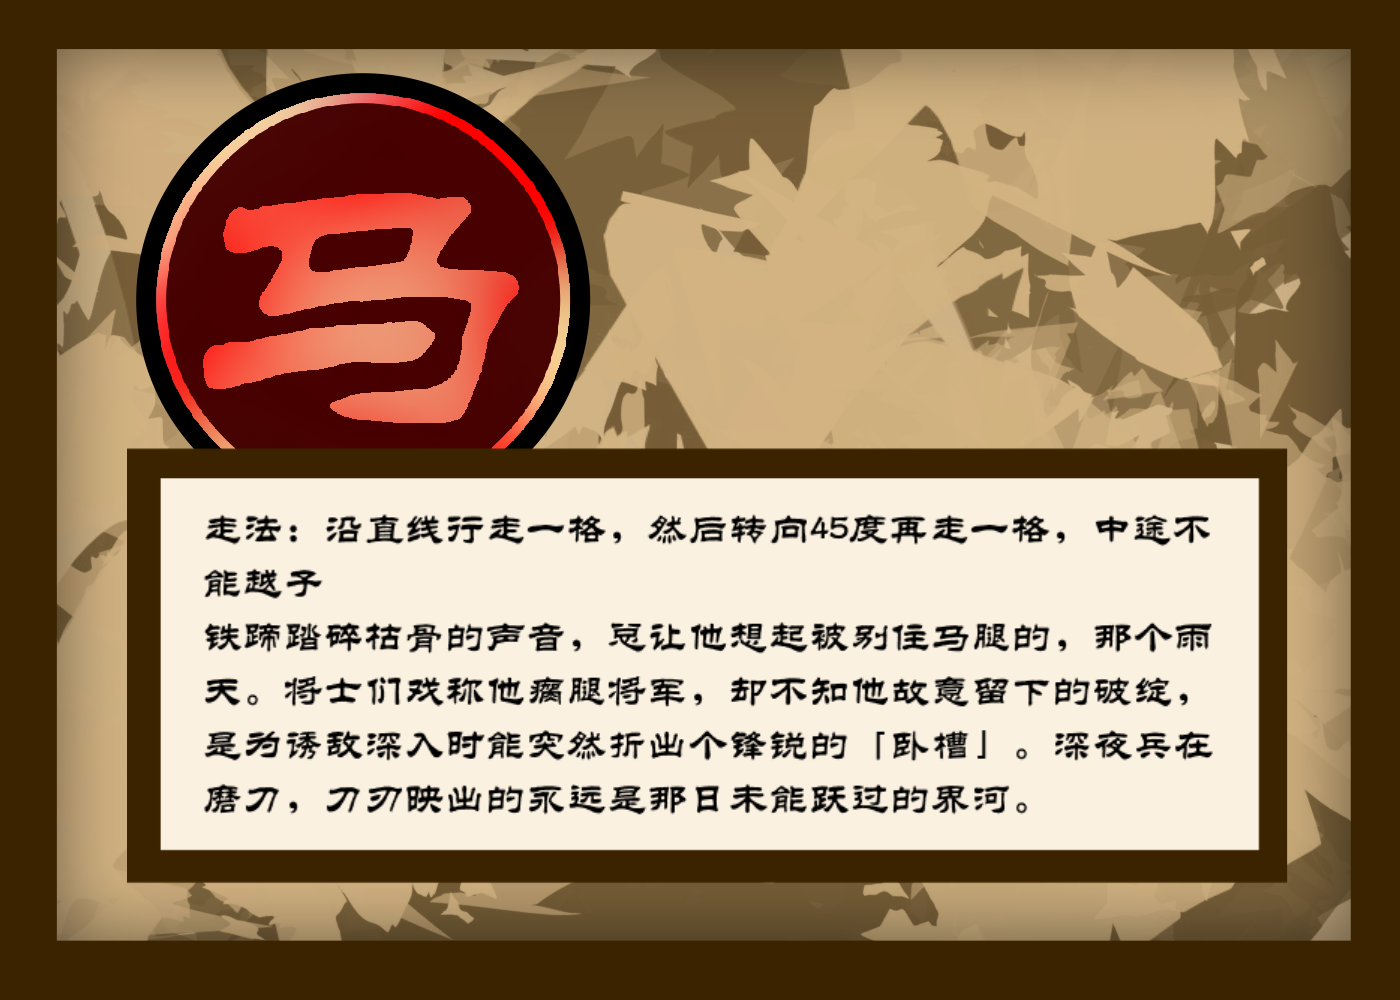 马
走法：沿直线行走一格，然后转向45度再走一格，中途不
能越子
铁蹄踏碎枯骨的声音，总让他想起被别住马腿的，那个雨
天。将士们戏称他瘸腿将军，却不知他故意留下的破绽，
是为诱敌深入时能突然折出个锋锐的「卧槽」。深夜兵在
磨刀，刀刃映出的永远是那日未能跃过的界河。